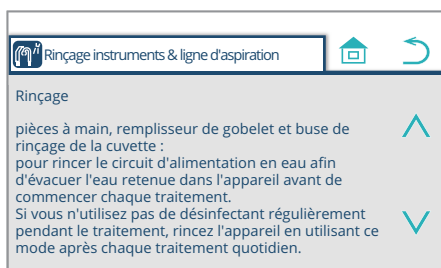 Rinçage instruments & ligne d'aspiration
Rinçage
pièces à main, remplisseur de gobelet et buse de
rinçage de la cuvette :
pour rincer le circuit d'alimentation en eau afin
d'évacuer l'eau retenue dans l'appareil avant de
commencer chaque traitement.
Si vous n'utilisez pas de désinfectant régulièrement
pendant le traitement, rincez l'appareil en utilisant ce
mode après chaque traitement quotidien.